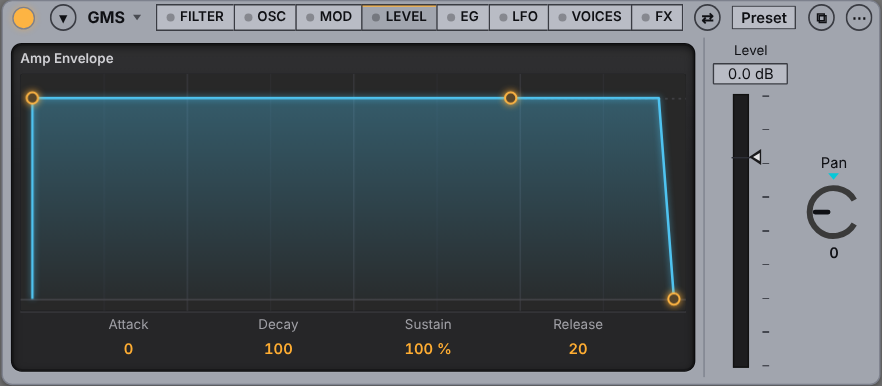 GMS FILTER OSC MOD LEVEL EG LFO VOICES FX Preset
Amp Envelope
Level
0.0 dB
Pan
0
Attack Decay Sustain Release
0 100 100 % 20